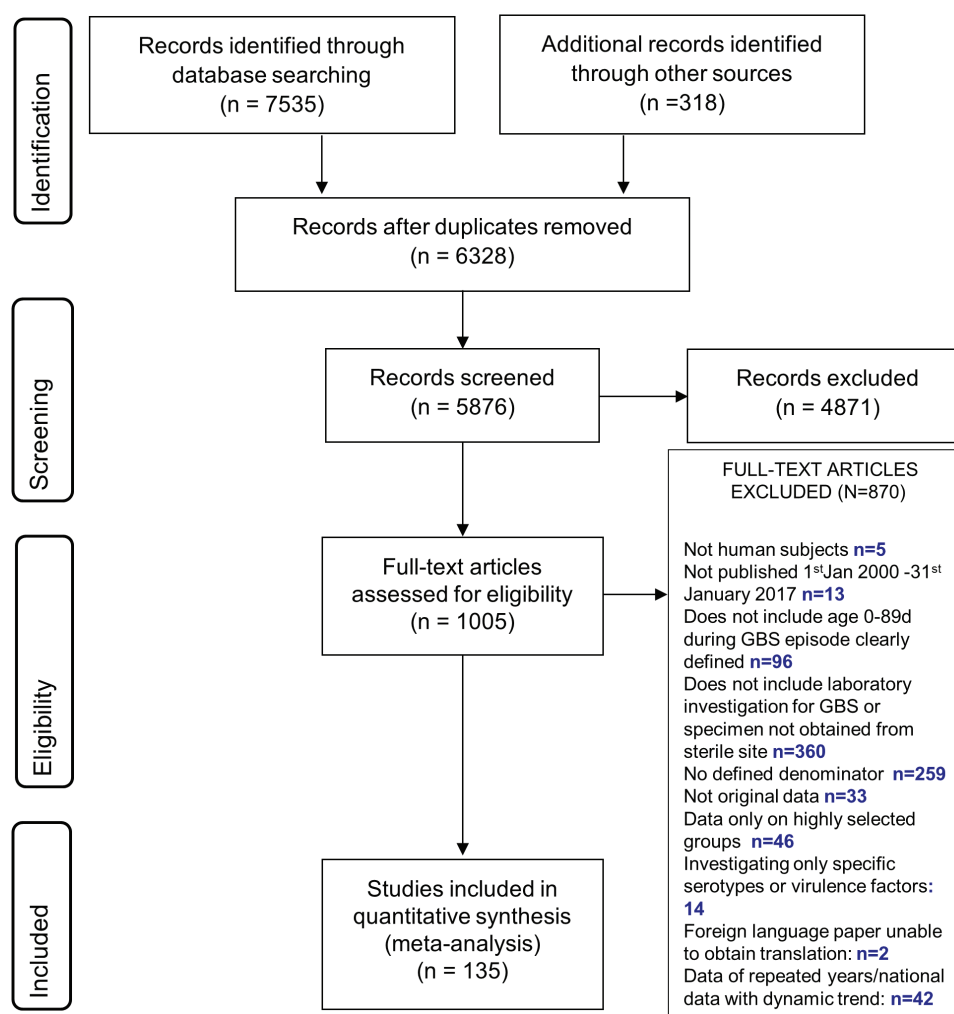 Identification
Records identified through
database searching
(n = 7535)
Additional records identified
through other sources
(n =318)
Records after duplicates removed
(n = 6328)
Screening
Records screened
(n = 5876)
Records excluded
(n = 4871)
Eligibility
Full-text articles
assessed for eligibility
(n = 1005)
FULL-TEXT ARTICLES
EXCLUDED (N=870)
Not human subjects n=5
Not published 1stJan 2000 -31st
January 2017 n=13
Does not include age 0-89d
during GBS episode clearly
defined n=96
Does not include laboratory
investigation for GBS or
specimen not obtained from
sterile site n=360
No defined denominator n=259
Not original data n=33
Data only on highly selected
groups n=46
Investigating only specific
serotypes or virulence factors:
14
Foreign language paper unable
to obtain translation: n=2
Data of repeated years/national
data with dynamic trend: n=42
Included
Studies included in
quantitative synthesis
(meta-analysis)
n = 135